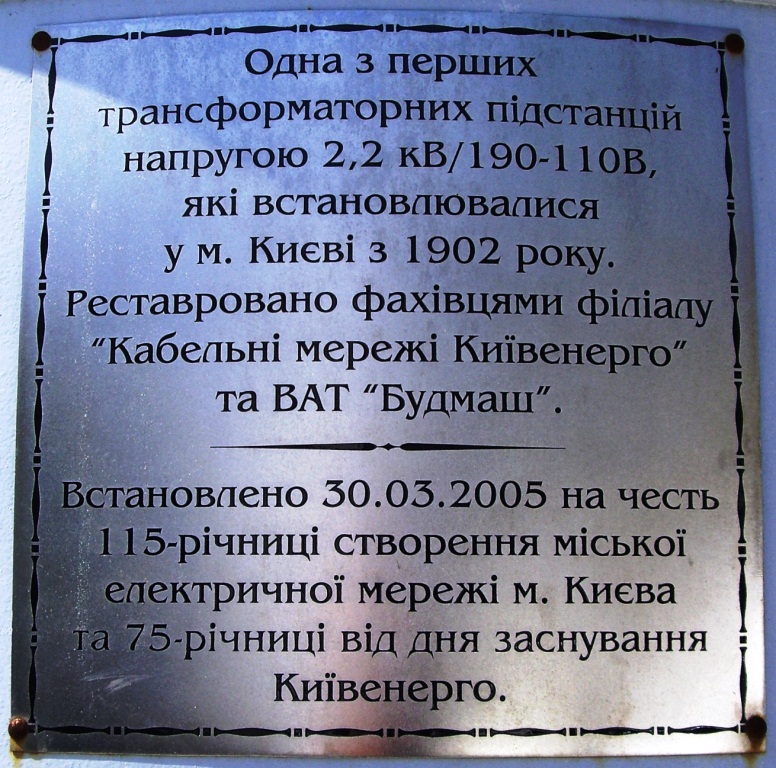 Одна з перших
трансформаторних підстанцій
напругою 2,2 кВ/190-110В,
які встановлювалися
у м. Києві з 1902 року.
Реставровано фахівцями філіалу
"Кабельні мережі Київенерго"
та ВАТ "Будмаш".
Встановлено 30.03.2005 на честь
115-річниці створення міської
електричної мережі м. Києва
та 75-річниці від дня заснування
Київенерго.